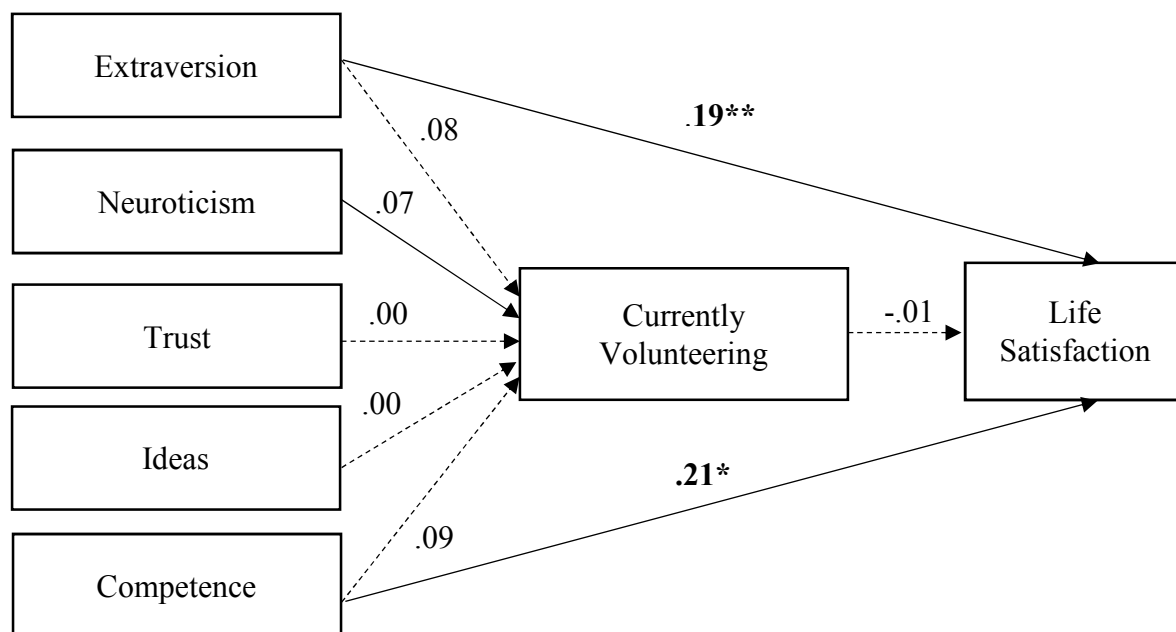 Extraversion
.19**
.08
Neuroticism
.07
Trust
.00
Currently
Volunteering
-.01
Life
Satisfaction
.00
Ideas
.21*
.09
Competence